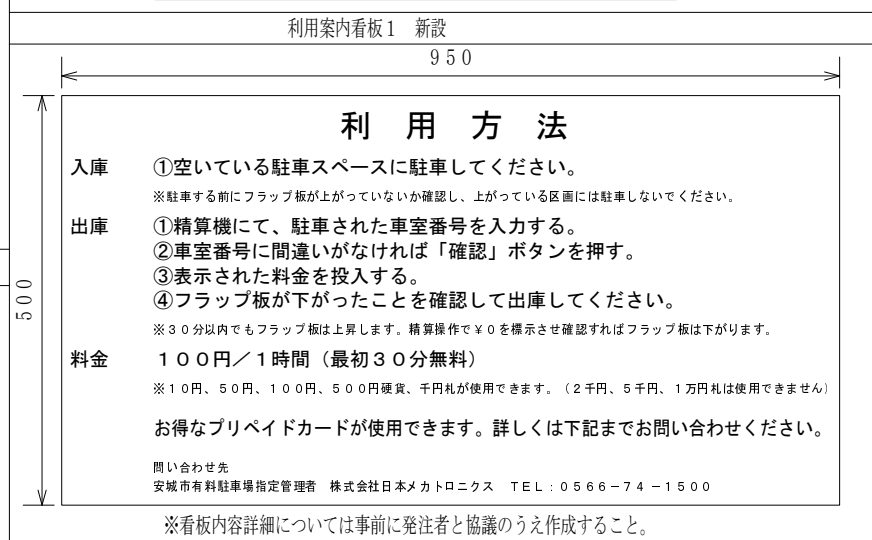 利用案内看板1　新設
950
500
利　用　方　法
入庫　①空いている駐車スペースに駐車してください。
※駐車する前にフラップ板が上がっていないか確認し、上がっている区画には駐車しないでください。
出庫　①精算機にて、駐車された車室番号を入力する。
②車室番号に間違いがなければ「確認」ボタンを押す。
③表示された料金を投入する。
④フラップ板が下がったことを確認して出庫してください。
※30分以内でもフラップ板は上昇します。精算操作で¥0を標示させ確認すればフラップ板は下がります。
料金　100円/1時間(最初30分無料)
※10円、50円、100円、500円硬貨、千円札が使用できます。(2千円、5千円、1万円札は使用できません)
お得なプリペイドカードが使用できます。詳しくは下記までお問い合わせください。
問い合わせ先
安城市有料駐車場指定管理者　株式会社日本メカトロニクス　TEL:0566-74-1500
※看板内容詳細については事前に発注者と協議のうえ作成すること。